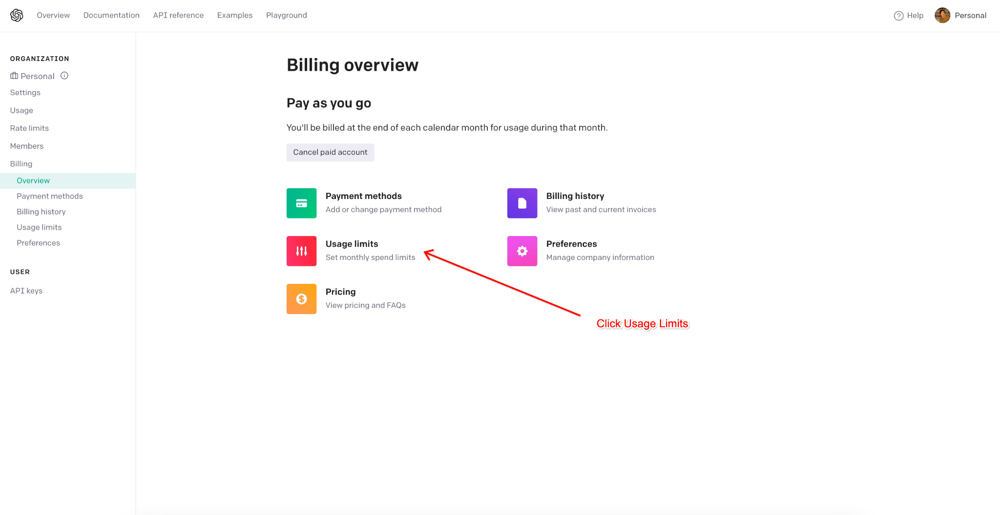 Overview
Documentation
API reference
Examples
Playground
Help
Personal
ORGANIZATION
Personal
Settings
Usage
Rate limits
Members
Billing
Overview
Payment methods
Billing history
Usage limits
Preferences
USER
API keys
Billing overview
Pay as you go
You'll be billed at the end of each calendar month for usage during that month.
Cancel paid account
Payment methods
Add or change payment method
Billing history
View past and current invoices
Usage limits
Set monthly spend limits
Preferences
Manage company information
Pricing
View pricing and FAQs
Click Usage Limits